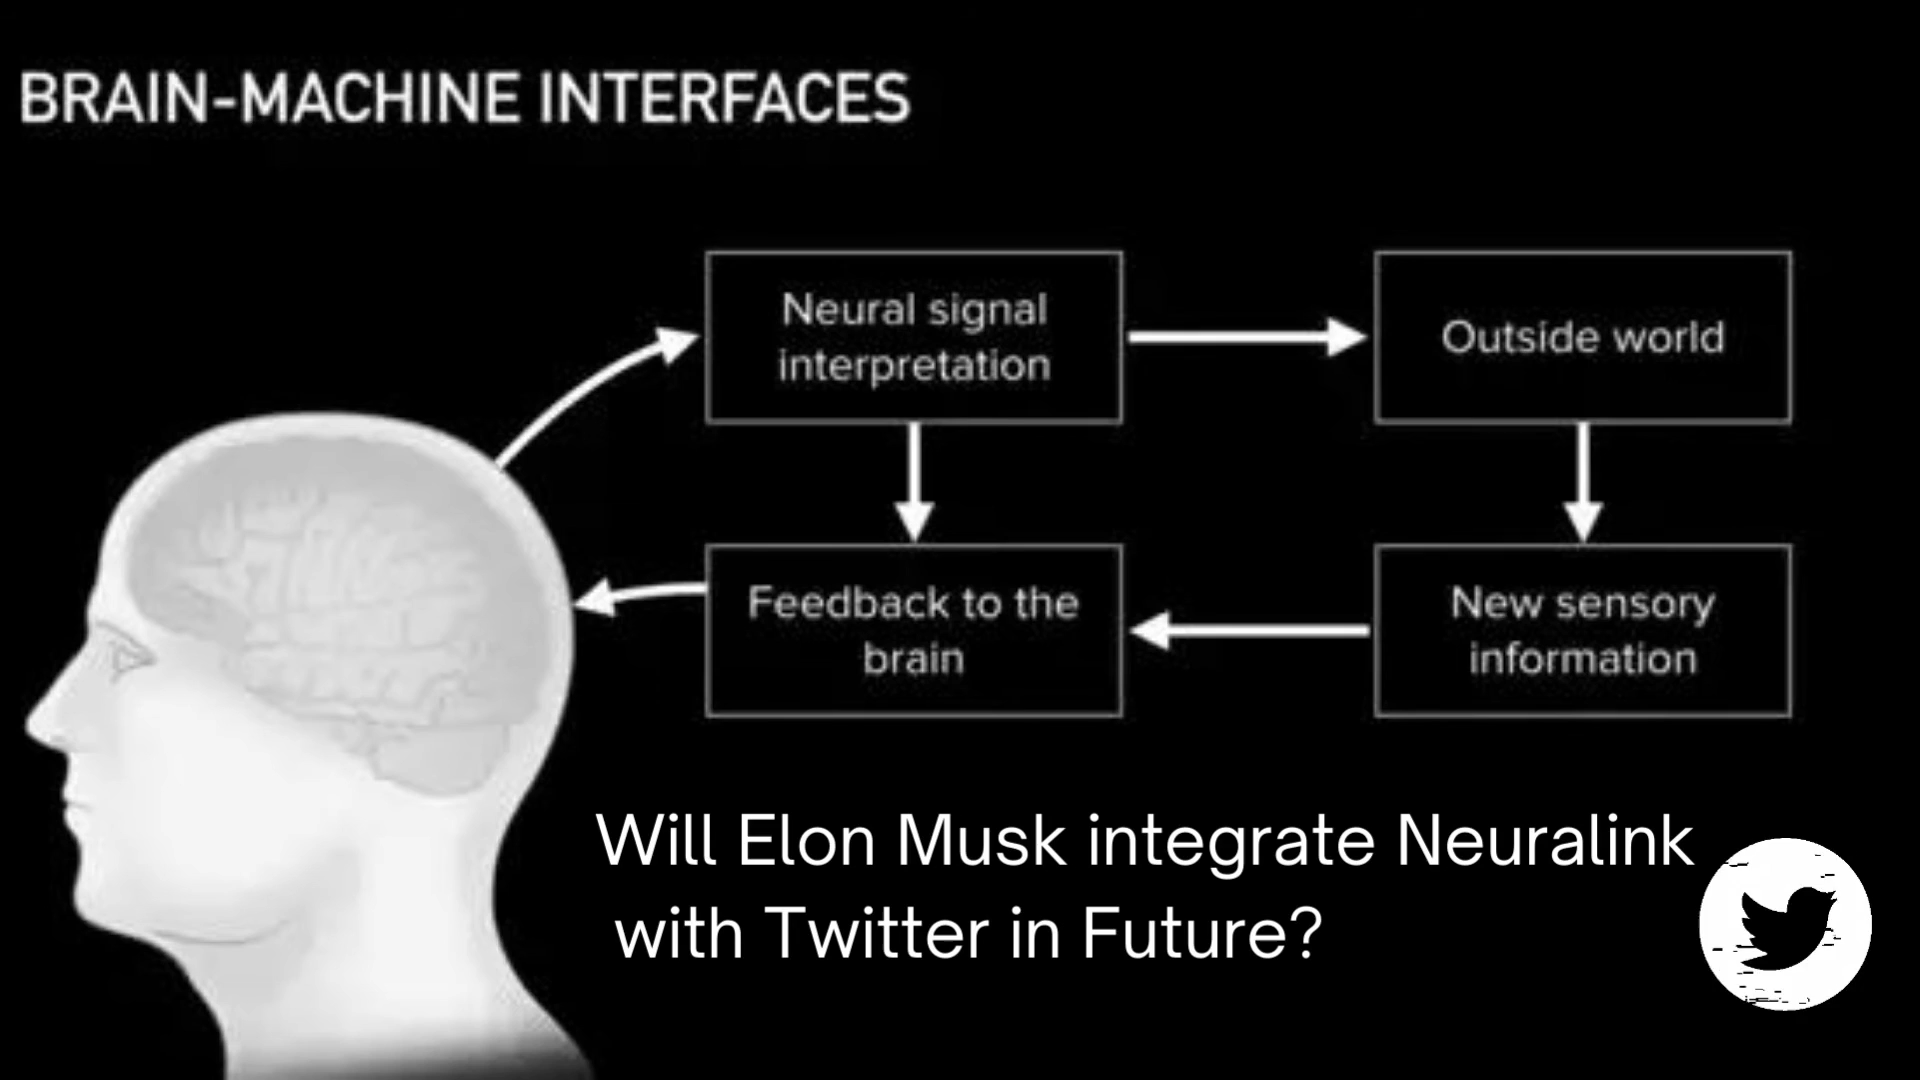 BRAIN-MACHINE INTERFACES
Neural signal
interpretation
Outside world
Feedback to the
brain
New sensory
information
Will Elon Musk integrate Neuralink
with Twitter in Future?